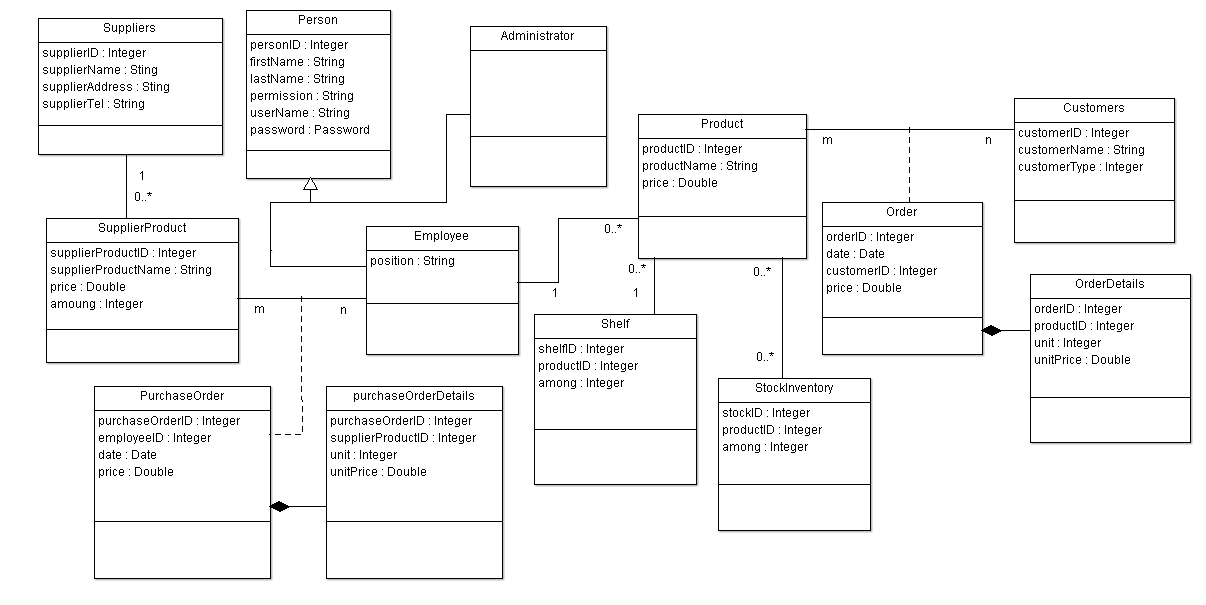 Suppliers
supplierID : Integer
supplierName : Sting
supplierAddress : Sting
supplierTel : String
Person
personID : Integer
firstName : String
lastName : String
permission : String
userName : String
password : Password
Administrator
Product
productID : Integer
productName : String
price : Double
m
n
Customers
customerID : Integer
customerName : String
customerType : Integer
1
0..*
SupplierProduct
supplierProductID : Integer
supplierProductName : String
price : Double
amoung : Integer
m
n
Employee
position : String
1
0..*
0..*
1
0..*
0..*
Order
orderID : Integer
date : Date
customerID : Integer
price : Double
OrderDetails
orderID : Integer
productID : Integer
unit : Integer
unitPrice : Double
Shelf
shelfID : Integer
productID : Integer
among : Integer
StockInventory
stockID : Integer
productID : Integer
among : Integer
PurchaseOrder
purchaseOrderID : Integer
employeeID : Integer
date : Date
price : Double
purchaseOrderDetails
purchaseOrderID : Integer
supplierProductID : Integer
unit : Integer
unitPrice : Double